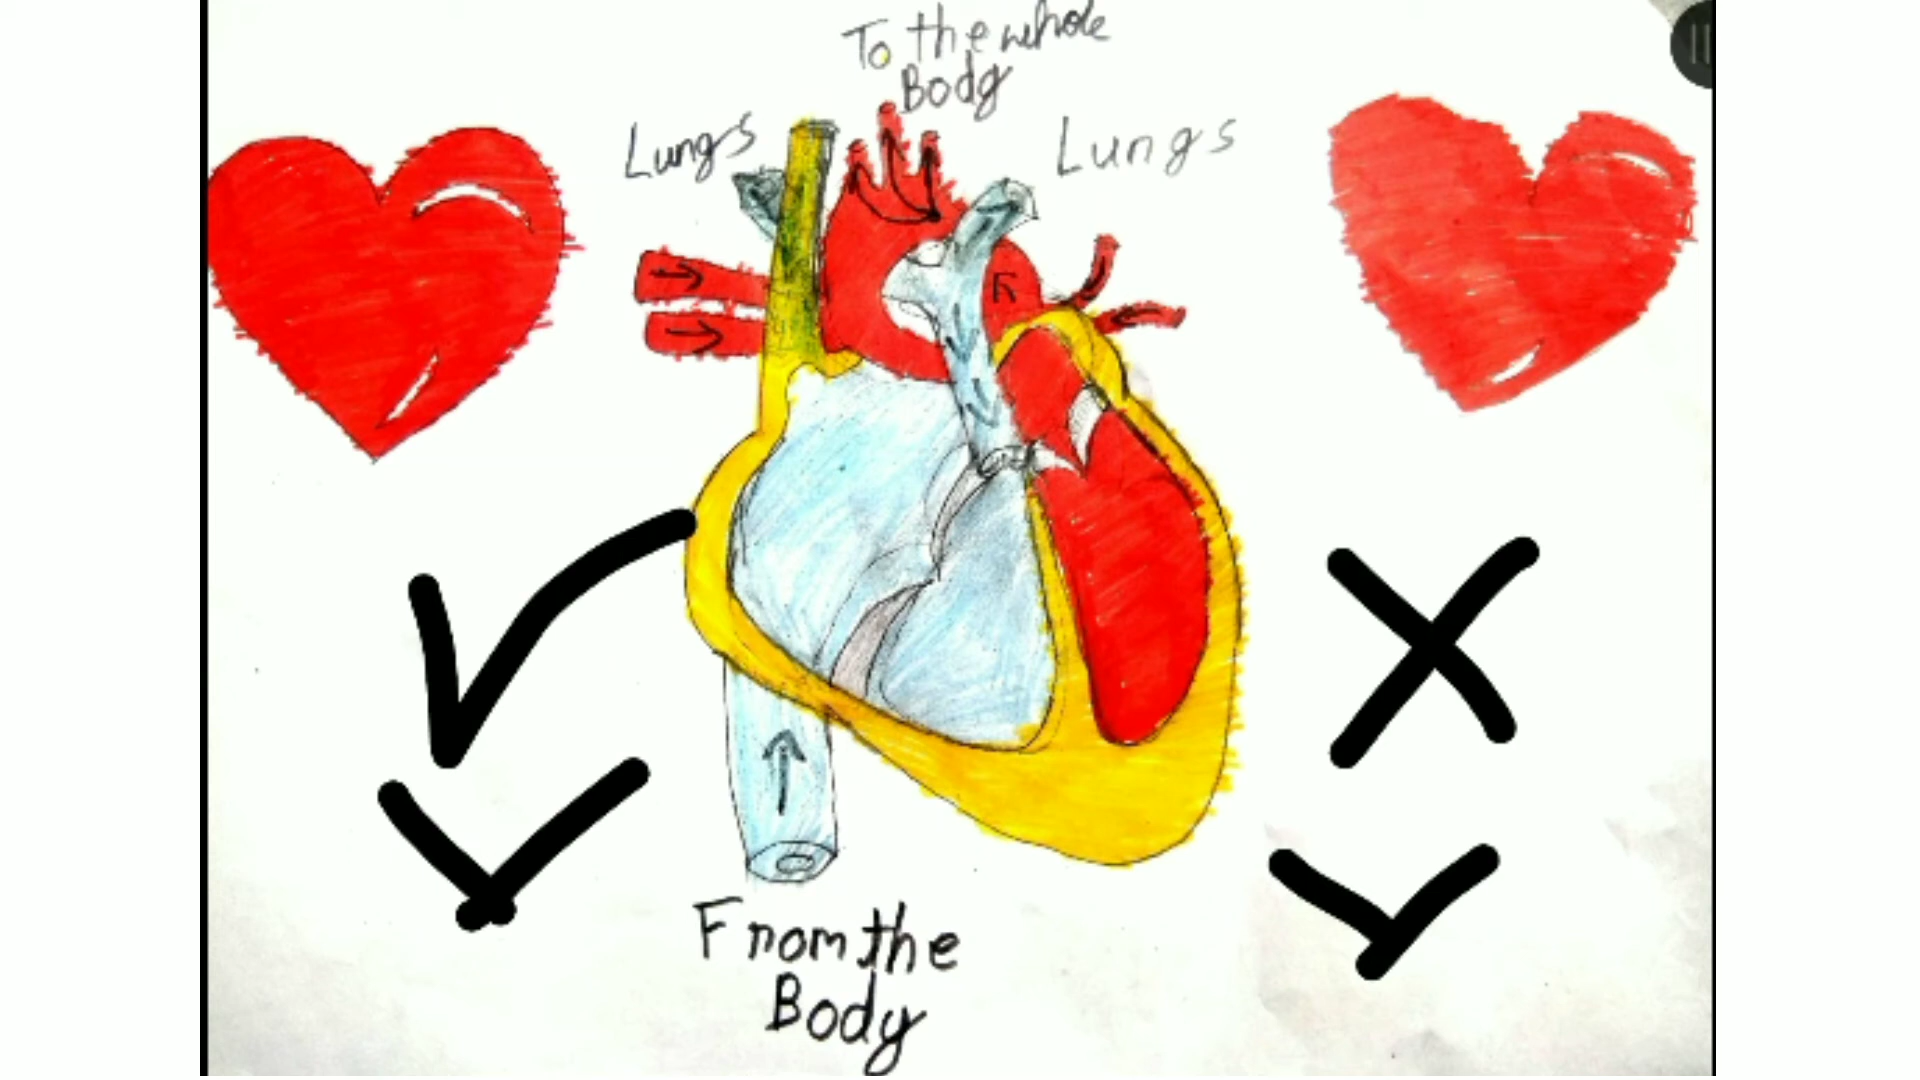 To the whole
Body
Lungs
Lungs
From the
Body